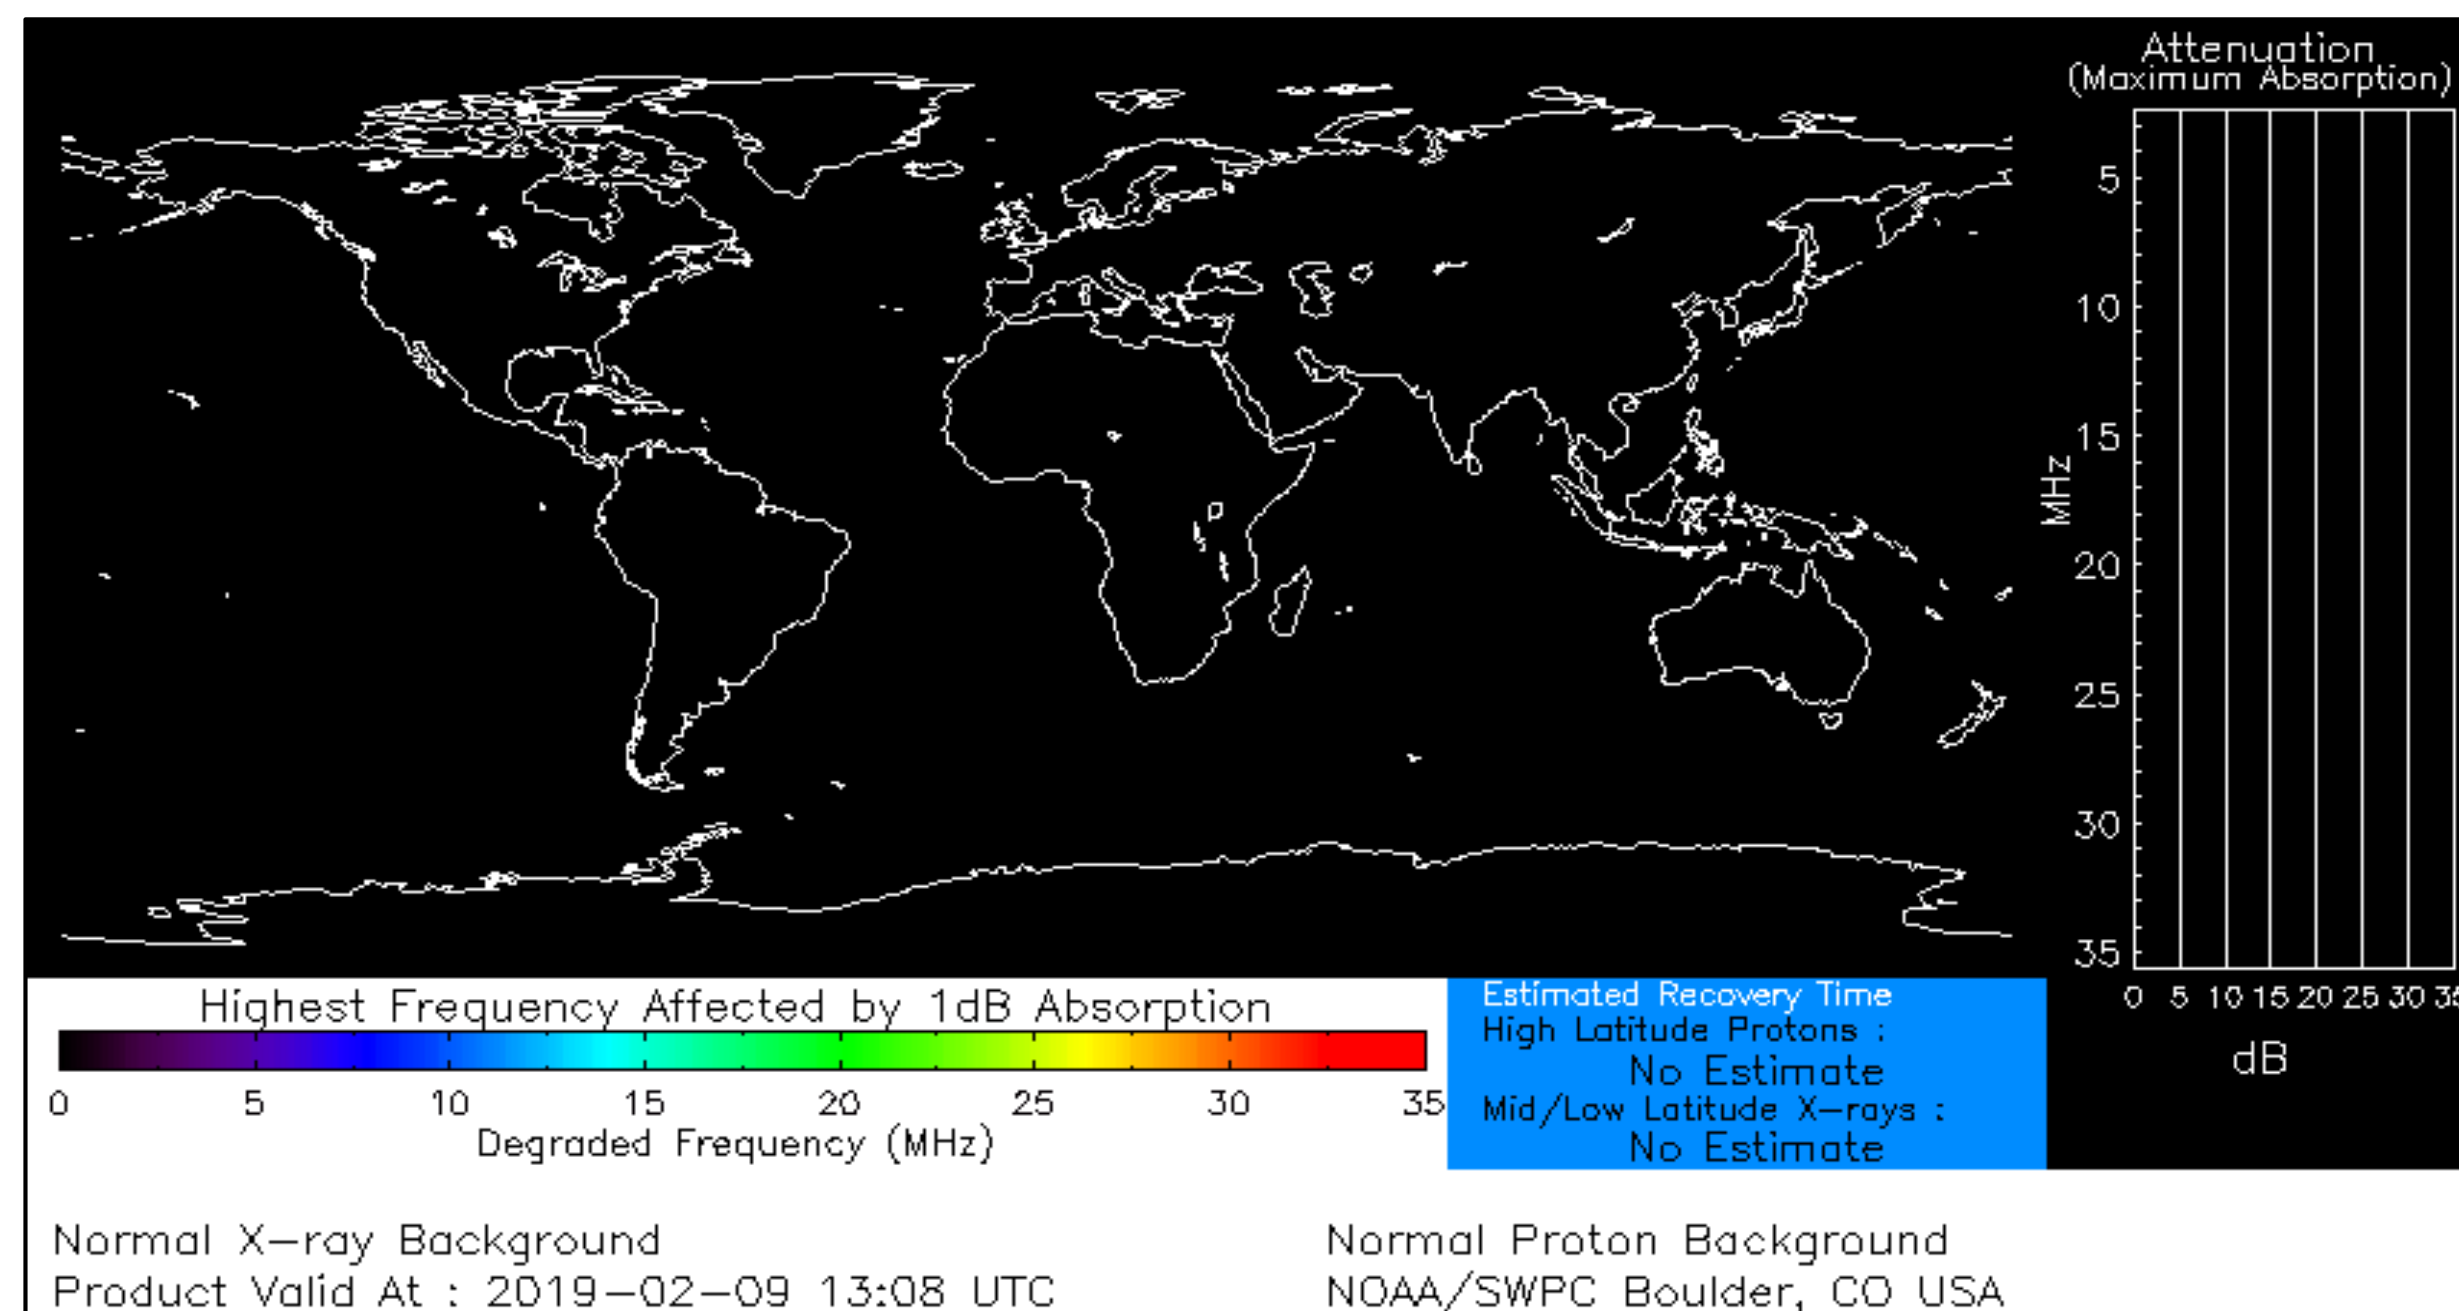 Attenuation
(Maximum Absorption)
5
10
15
20
25
30
35
MHz
0 5 10 15 20 25 30
dB
Highest Frequency Affected by 1dB Absorption
0 5 10 15 20 25 30 35
Degraded Frequency (MHz)
Estimated Recovery Time
High Latitude Protons :
No Estimate
Mid/Low Latitude X-rays :
No Estimate
Normal X-ray Background
Normal Proton Background
Product Valid At : 2019-02-09 13:08 UTC
NOAA/SWPC Boulder, CO USA